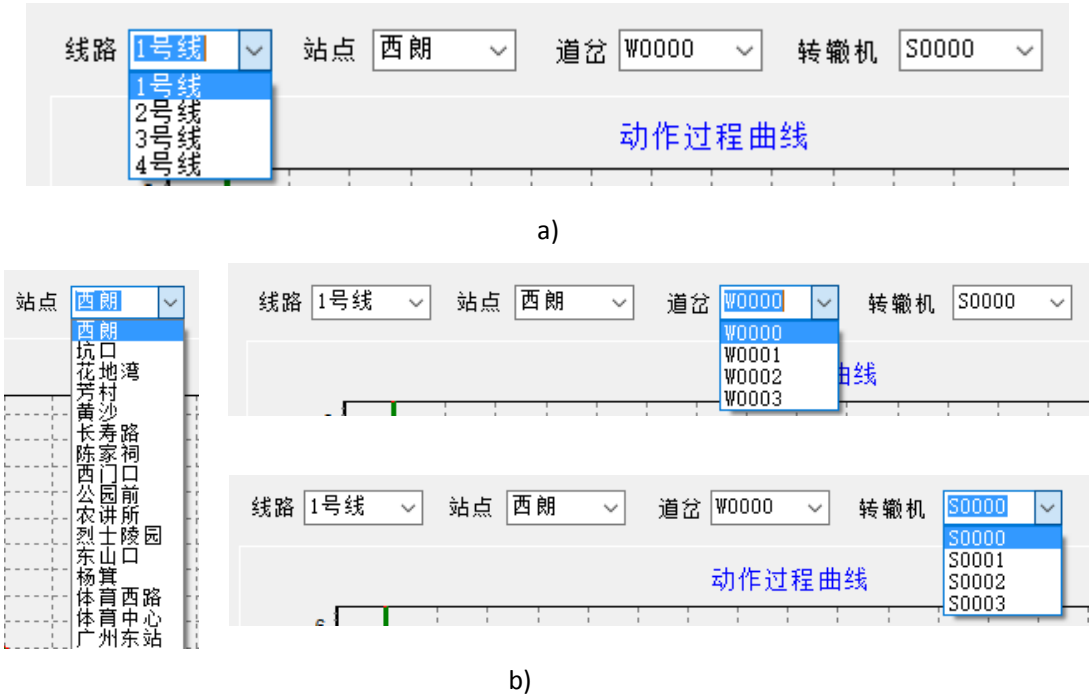 线路 1号线 站点 西朗 道岔 W0000 转辙机 S0000
1号线
2号线
3号线
4号线
动作过程曲线
a)
站点 西朗
西朗
坑口
花地湾
芳村
黄沙
长寿路
陈家祠
西门口
公园前
农讲所
烈士陵园
东山口
杨箕
体育西路
体育中心
广州东站
线路 1号线 站点 西朗 道岔 W0000 转辙机 S0000
W0000
W0001
W0002
W0003
曲线
线路 1号线 站点 西朗 道岔 W0000 转辙机 S0000
S0000
S0001
S0002
S0003
动作过程曲线
6
b)